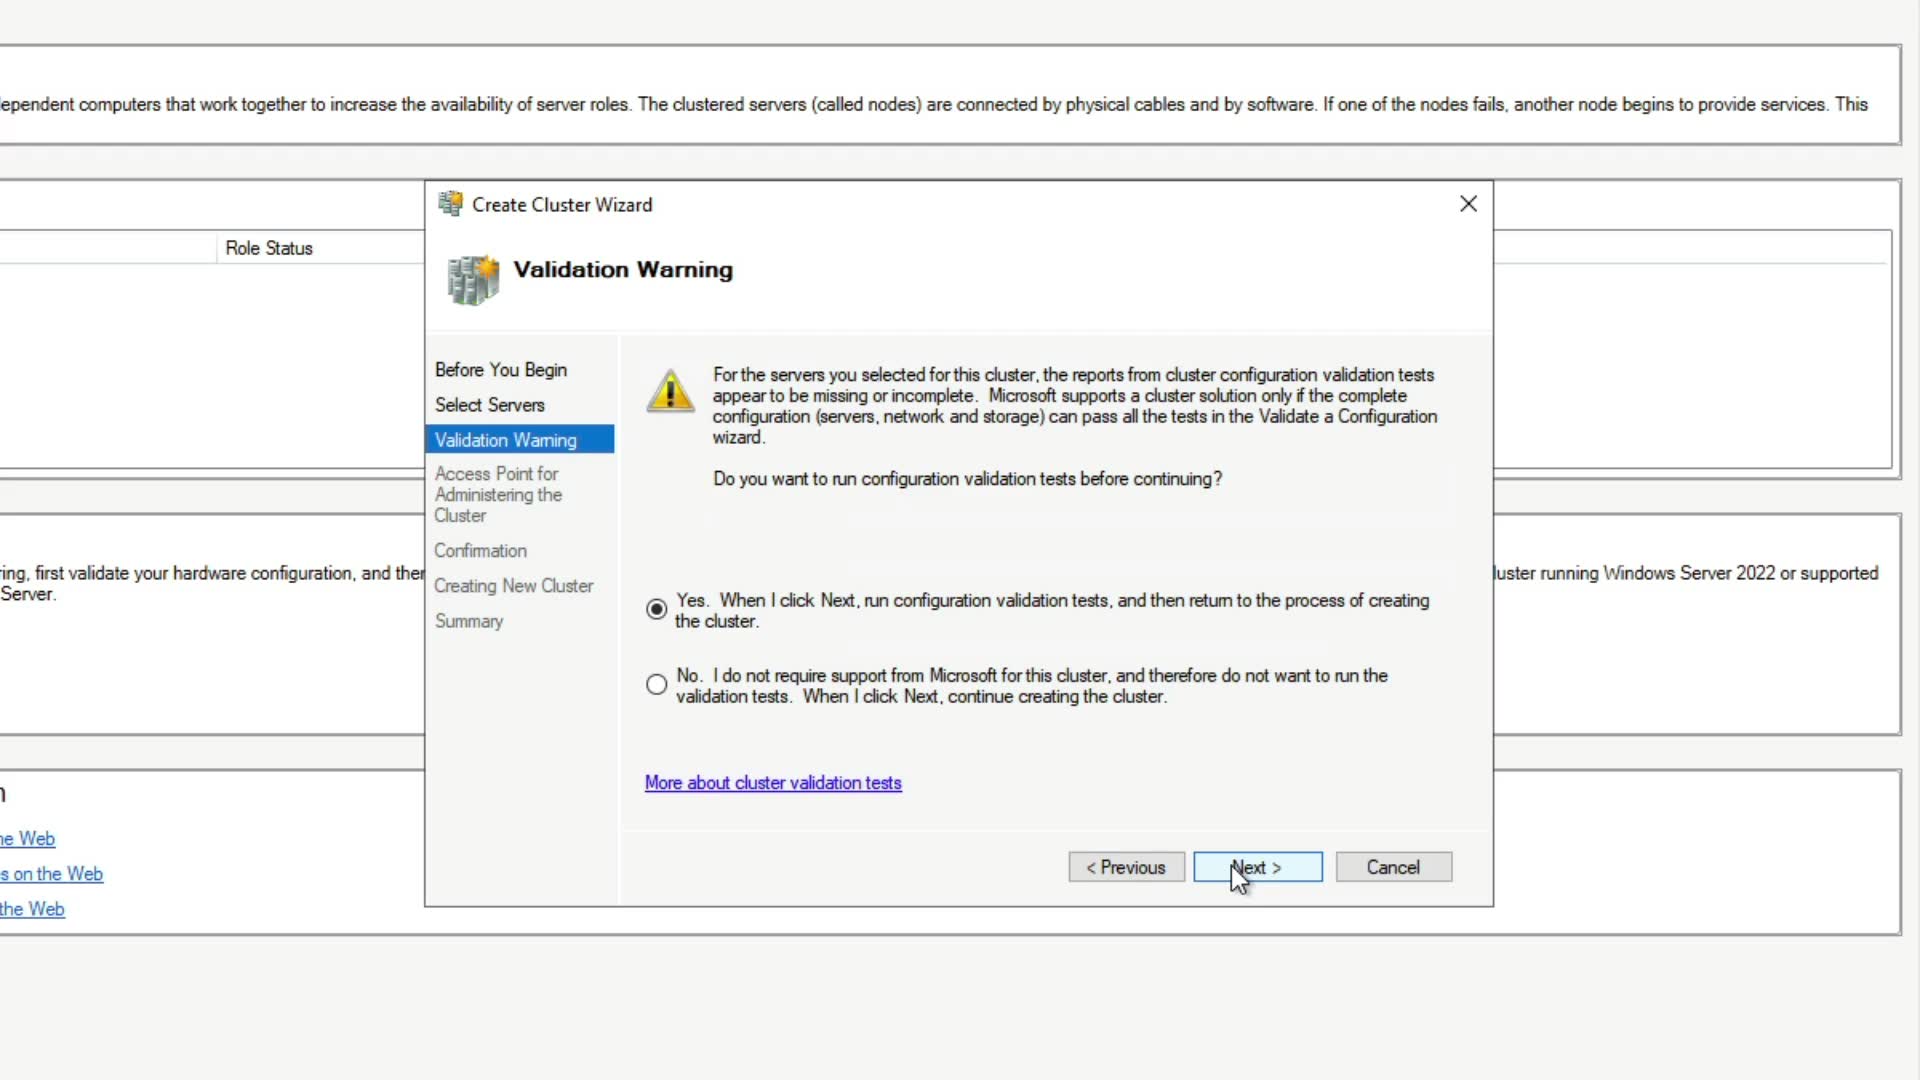 ependent computers that work together to increase the availability of server roles. The clustered servers (called nodes) are connected by physical cables and by software. If one of the nodes fails, another node begins to provide services. This
Create Cluster Wizard
Role Status
Validation Warning
Before You Begin
Select Servers
Validation Warning
Access Point for
Administering the
Cluster
Confirmation
Creating New Cluster
Summary
For the servers you selected for this cluster, the reports from cluster configuration validation tests
appear to be missing or incomplete. Microsoft supports a cluster solution only if the complete
configuration (servers, network and storage) can pass all the tests in the Validate a Configuration
wizard.
Do you want to run configuration validation tests before continuing?
Yes. When I click Next, run configuration validation tests, and then return to the process of creating
the cluster.
No. I do not require support from Microsoft for this cluster, and therefore do not want to run the
validation tests. When I click Next, continue creating the cluster.
More about cluster validation tests
< Previous
Next >
Cancel
ring, first validate your hardware configuration, and ther
Server.
luster running Windows Server 2022 or supported
n
he Web
s on the Web
the Web